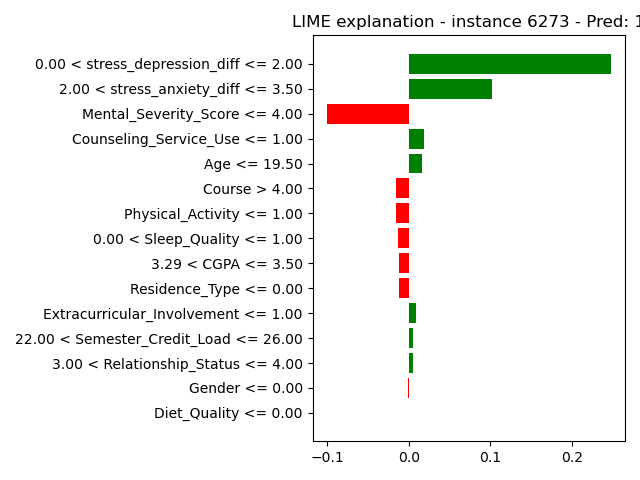 LIME explanation - instance 6273 - Pred: 1
0.00 < stress_depression_diff <= 2.00
2.00 < stress_anxiety_diff <= 3.50
Mental_Severity_Score <= 4.00
Counseling_Service_Use <= 1.00
Age <= 19.50
Course > 4.00
Physical_Activity <= 1.00
0.00 < Sleep_Quality <= 1.00
3.29 < CGPA <= 3.50
Residence_Type <= 0.00
Extracurricular_Involvement <= 1.00
22.00 < Semester_Credit_Load <= 26.00
3.00 < Relationship_Status <= 4.00
Gender <= 0.00
Diet_Quality <= 0.00
−0.1 0.0 0.1 0.2